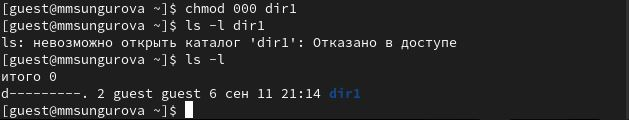 [guest@mmsungurova ~]$ chmod 000 dir1
[guest@mmsungurova ~]$ ls -l dir1
ls: невозможно открыть каталог 'dir1': Отказано в доступе
[guest@mmsungurova ~]$ ls -l
итого 0
d---------. 2 guest guest 6 сен 11 21:14 dir1
[guest@mmsungurova ~]$